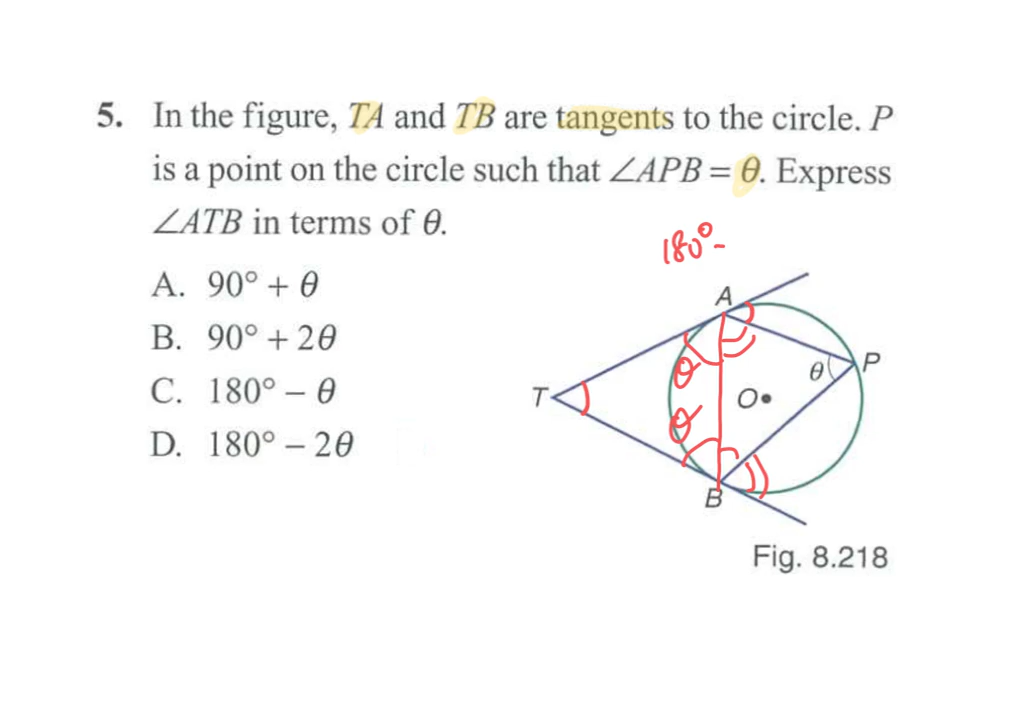 5. In the figure, TA and TB are tangents to the circle. P
is a point on the circle such that ∠APB = θ. Express
∠ATB in terms of θ.
A. 90° + θ
B. 90° + 2θ
C. 180° – θ
D. 180° – 2θ
180°-
A
P
θ
T
θ
O
θ
B
Fig. 8.218